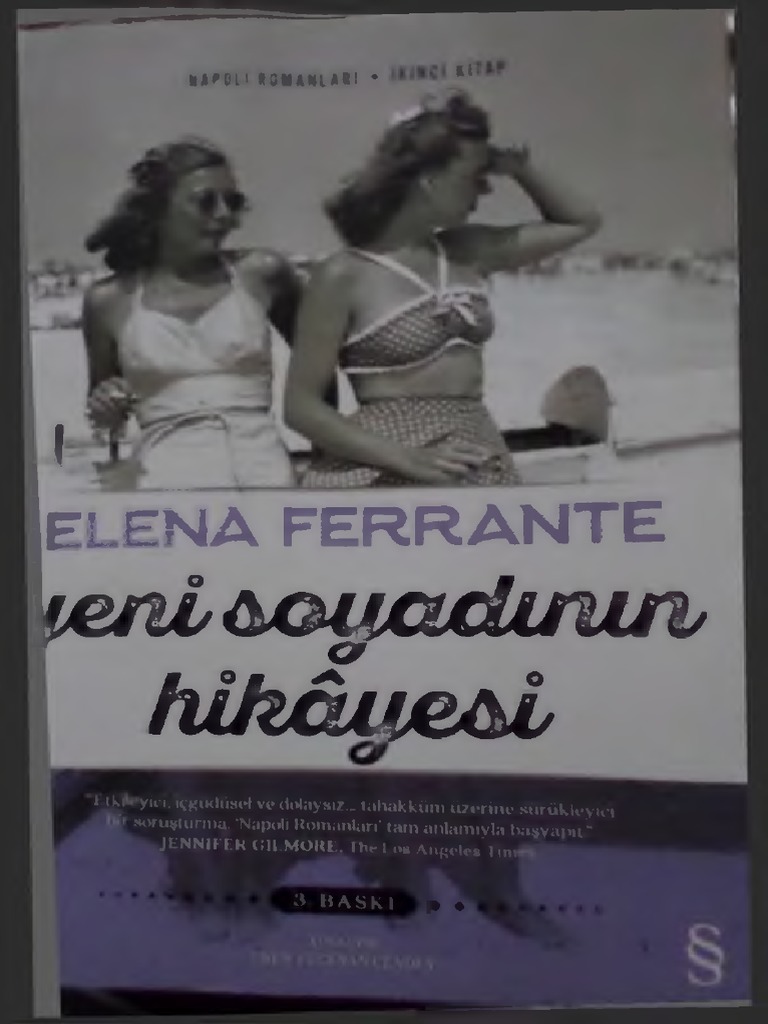 NAPOLİ ROMANLARI • İKİNCİ KİTAP
ELENA FERRANTE
yeni soyadının
hikâyesi
"Etkileyici, içgüdüsel ve dolaysız... tahakküm üzerine sürükleyici
bir soruşturma. 'Napoli Romanları' tam anlamıyla başyapıt."
JENNIFER GILMORE, The Los Angeles Times
3. BASKI